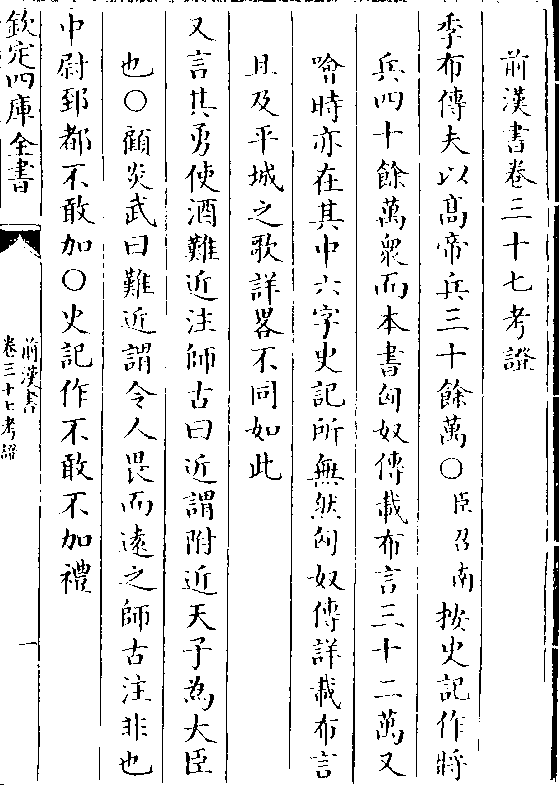 前漢書卷三十七考證
季布傳夫以高帝兵三十餘萬○臣召南按史記作將
兵四十餘萬衆而本書匈奴傳載布言三十二萬又
噲時亦在其中六字史記所無然匈奴傳詳載布言
且及平城之歌詳畧不同如此
又言其勇使酒難近注師古曰近謂附近天子為大臣
也○顧炎武曰難近謂令人畏而遠之師古注非也
中尉郅都不敢加○史記作不敢不加禮
欽定四庫全書
前漢書
卷三十七考證
一